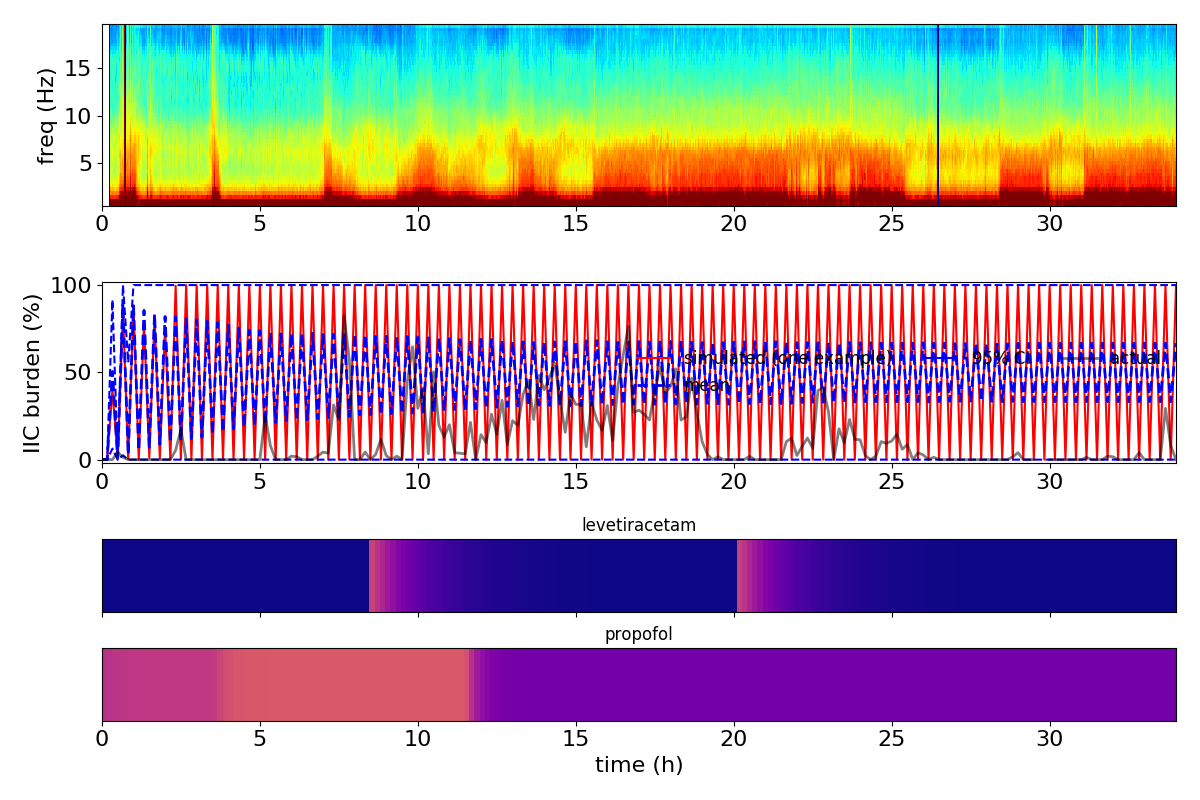 freq (Hz)
15
10
5
0 5 10 15 20 25 30
IIC burden (%)
100
50
0
simulated (one example) 95% CI actual
mean
0 5 10 15 20 25 30
levetiracetam
propofol
0 5 10 15 20 25 30
time (h)